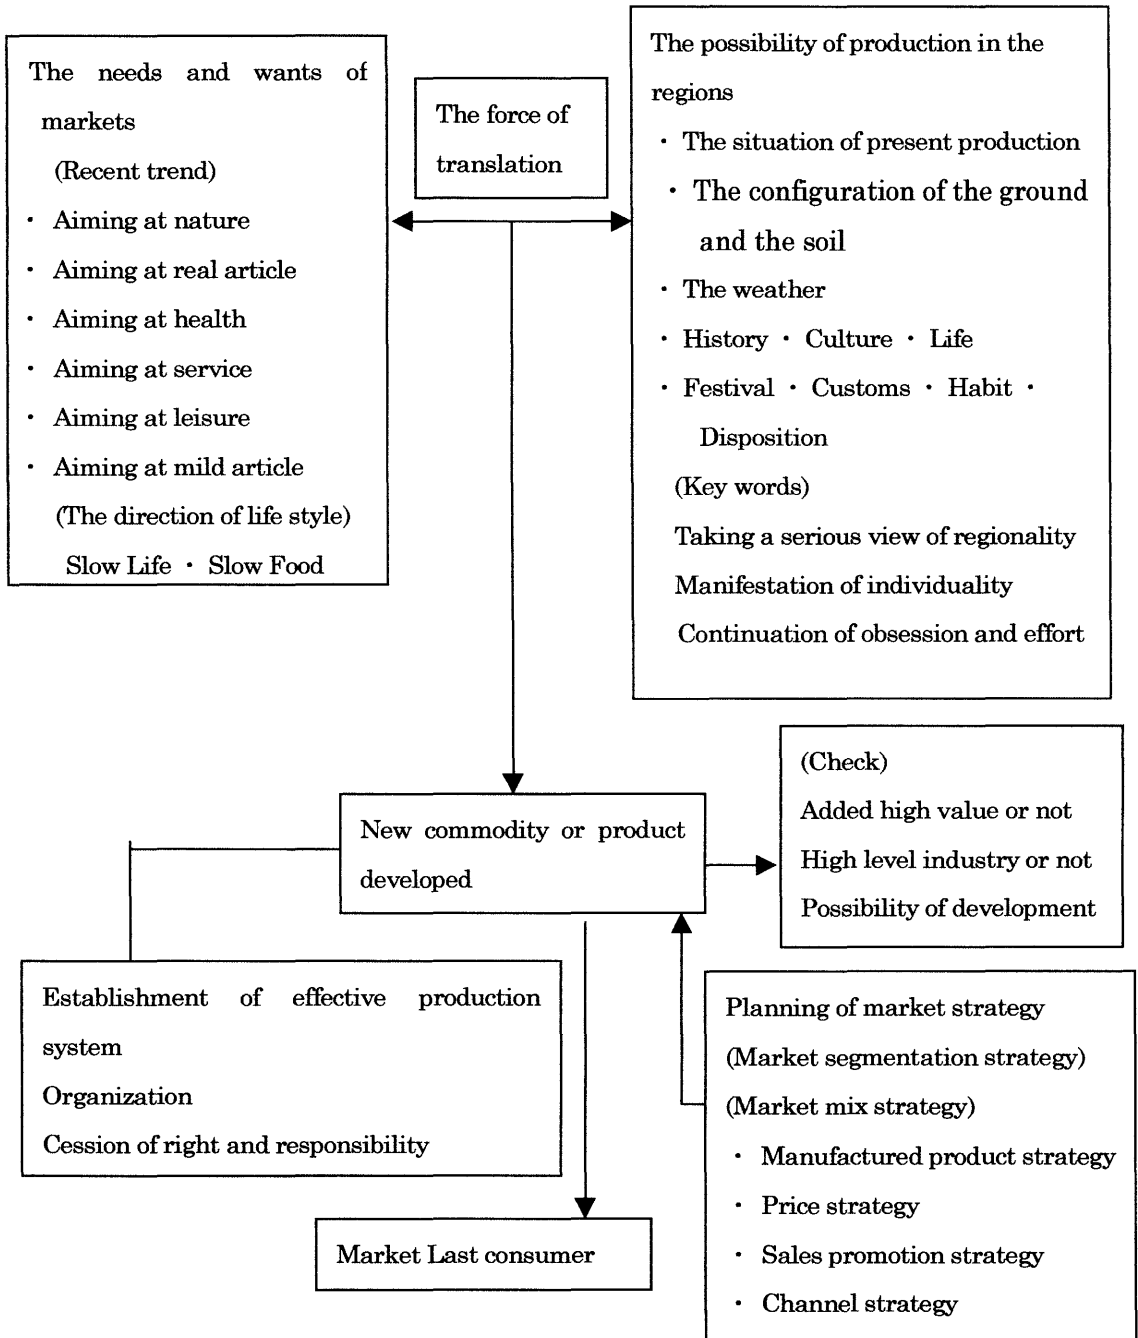 The needs and wants of
markets
(Recent trend)
・ Aiming at nature
・ Aiming at real article
・ Aiming at health
・ Aiming at service
・ Aiming at leisure
・ Aiming at mild article
(The direction of life style)
Slow Life ・ Slow Food
The force of
translation
The possibility of production in the
regions
・ The situation of present production
・ The configuration of the ground
and the soil
・ The weather
・ History ・ Culture ・ Life
・ Festival ・ Customs ・ Habit ・
Disposition
(Key words)
Taking a serious view of regionality
Manifestation of individuality
Continuation of obsession and effort
New commodity or product
developed
(Check)
Added high value or not
High level industry or not
Possibility of development
Establishment of effective production
system
Organization
Cession of right and responsibility
Planning of market strategy
(Market segmentation strategy)
(Market mix strategy)
・ Manufactured product strategy
・ Price strategy
・ Sales promotion strategy
・ Channel strategy
Market Last consumer